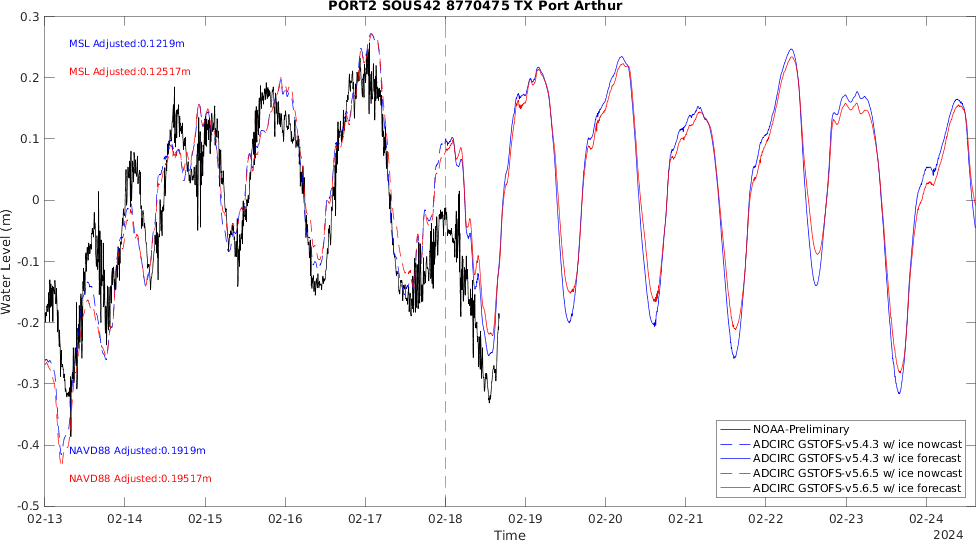 PORT2 SOUS42 8770475 TX Port Arthur
0.3
0.2
0.1
0
-0.1
-0.2
-0.3
-0.4
-0.5
Water Level (m)
MSL Adjusted:0.1219m
MSL Adjusted:0.12517m
NAVD88 Adjusted:0.1919m
NAVD88 Adjusted:0.19517m
NOAA-Preliminary
ADCIRC GSTOFS-v5.4.3 w/ ice nowcast
ADCIRC GSTOFS-v5.4.3 w/ ice forecast
ADCIRC GSTOFS-v5.6.5 w/ ice nowcast
ADCIRC GSTOFS-v5.6.5 w/ ice forecast
02-13 02-14 02-15 02-16 02-17 02-18 02-19 02-20 02-21 02-22 02-23 02-24
Time
2024